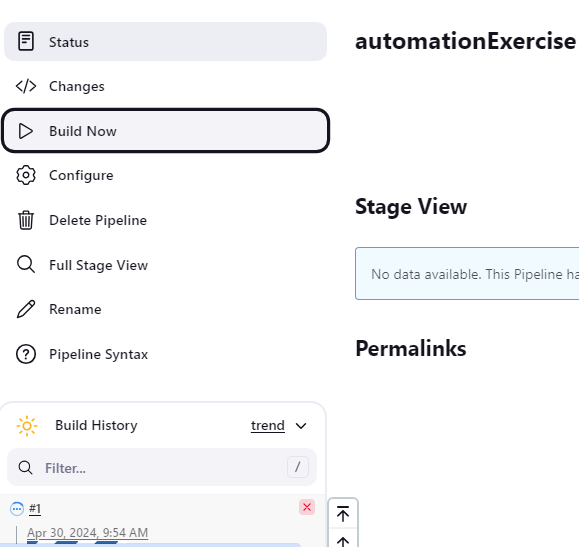 Status
automationExercise
Changes
Build Now
Configure
Delete Pipeline
Stage View
Full Stage View
No data available. This Pipeline ha
Rename
Permalinks
Pipeline Syntax
Build History
trend
Filter...
/
#1
Apr 30, 2024, 9:54 AM